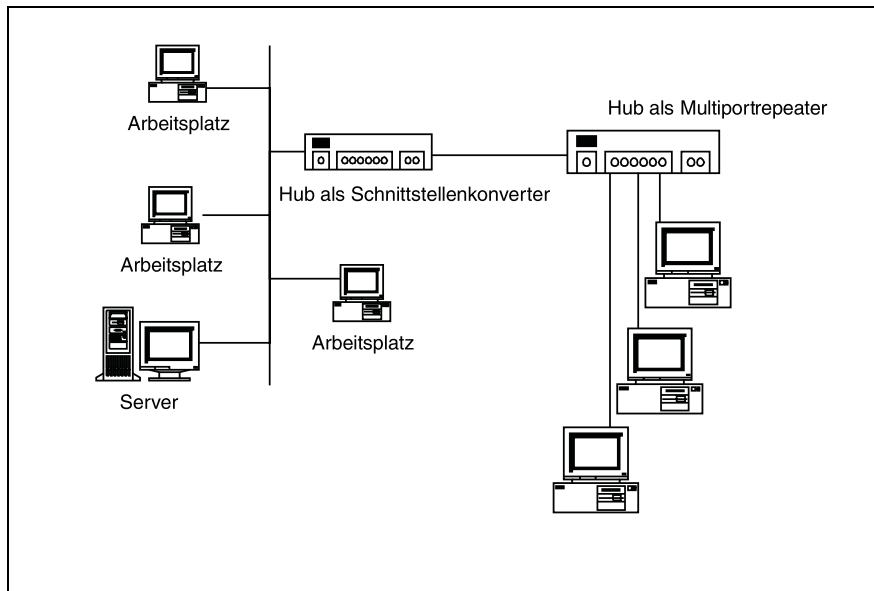 Arbeitsplatz
Hub als Multiportrepeater
Hub als Schnittstellenkonverter
Arbeitsplatz
Arbeitsplatz
Server